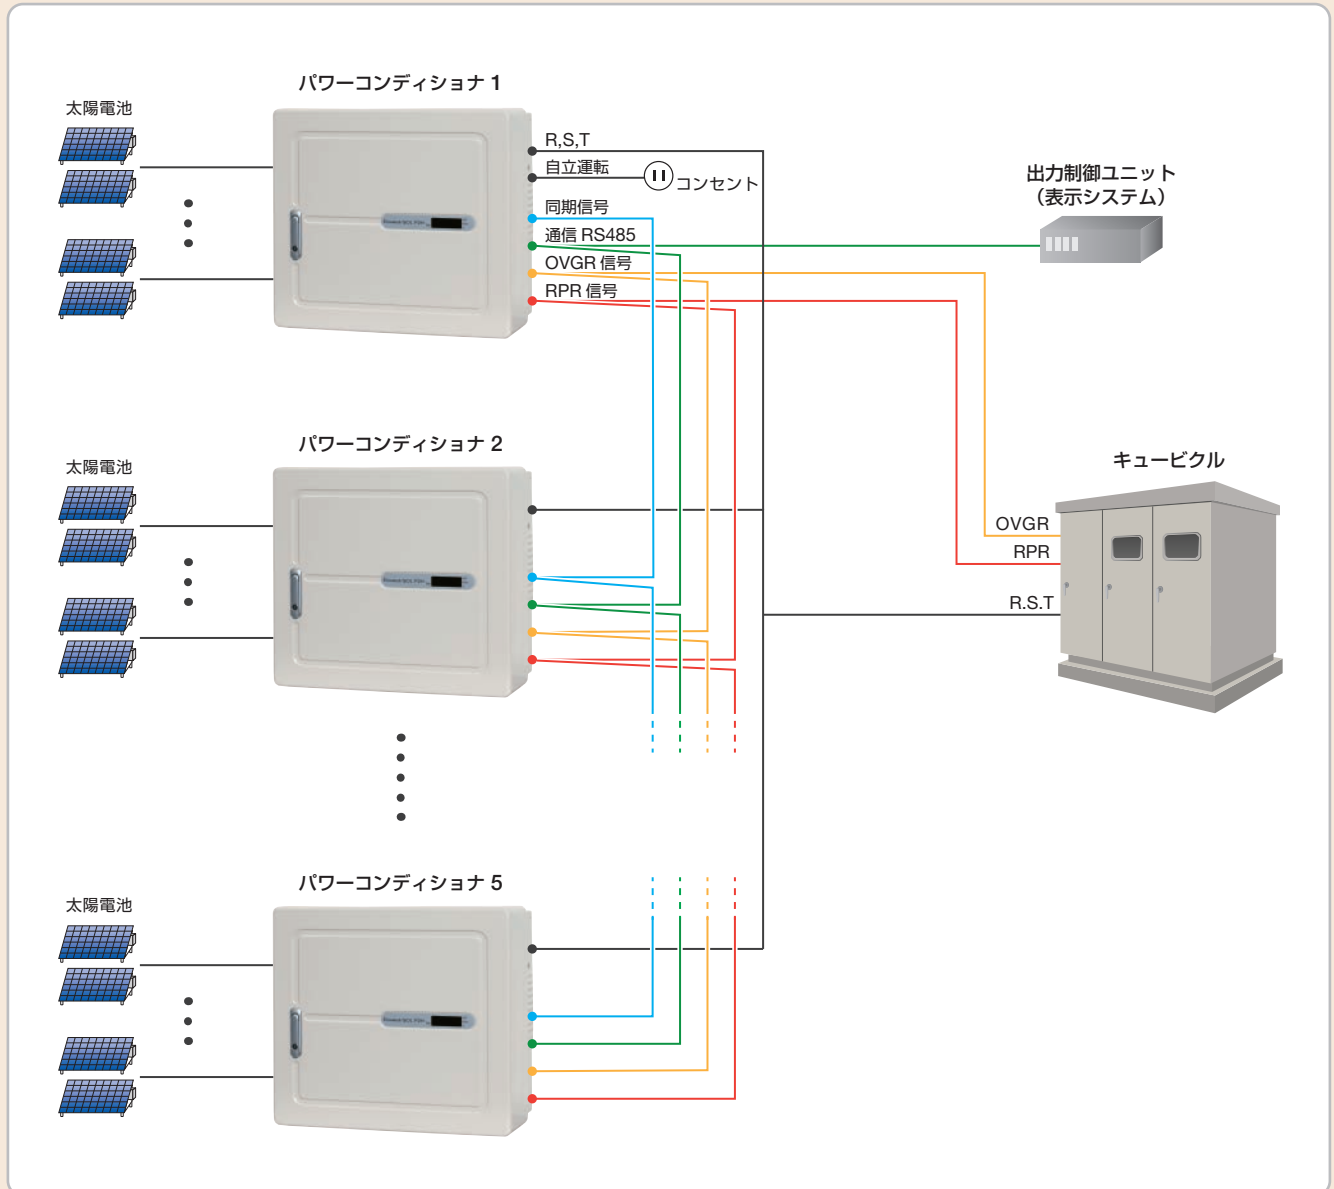 パワーコンディショナ 1
太陽電池
R,S,T
自立運転
コンセント
同期信号
通信 RS485
OVGR 信号
RPR 信号
出力制御ユニット
（表示システム）
パワーコンディショナ 2
太陽電池
キュービクル
OVGR
RPR
R.S.T
パワーコンディショナ 5
太陽電池